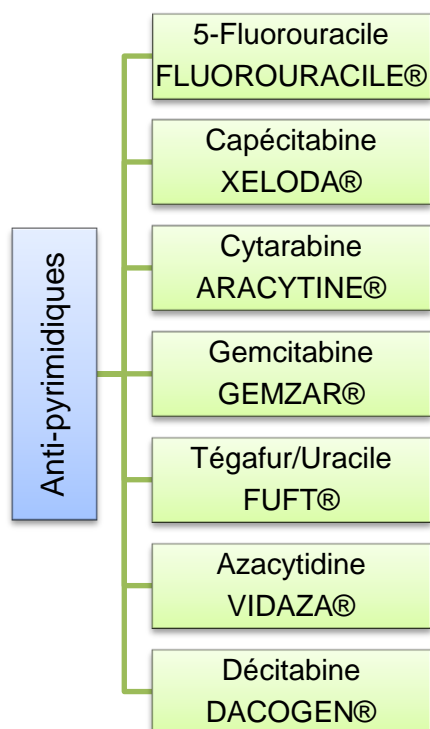 5-Fluorouracile
FLUOROURACILE®
Capécitabine
XELODA®
Cytarabine
ARACYTINE®
Anti-pyrimidiques
Gemcitabine
GEMZAR®
Tégafur/Uracile
FUFT®
Azacytidine
VIDAZA®
Décitabine
DACOGEN®